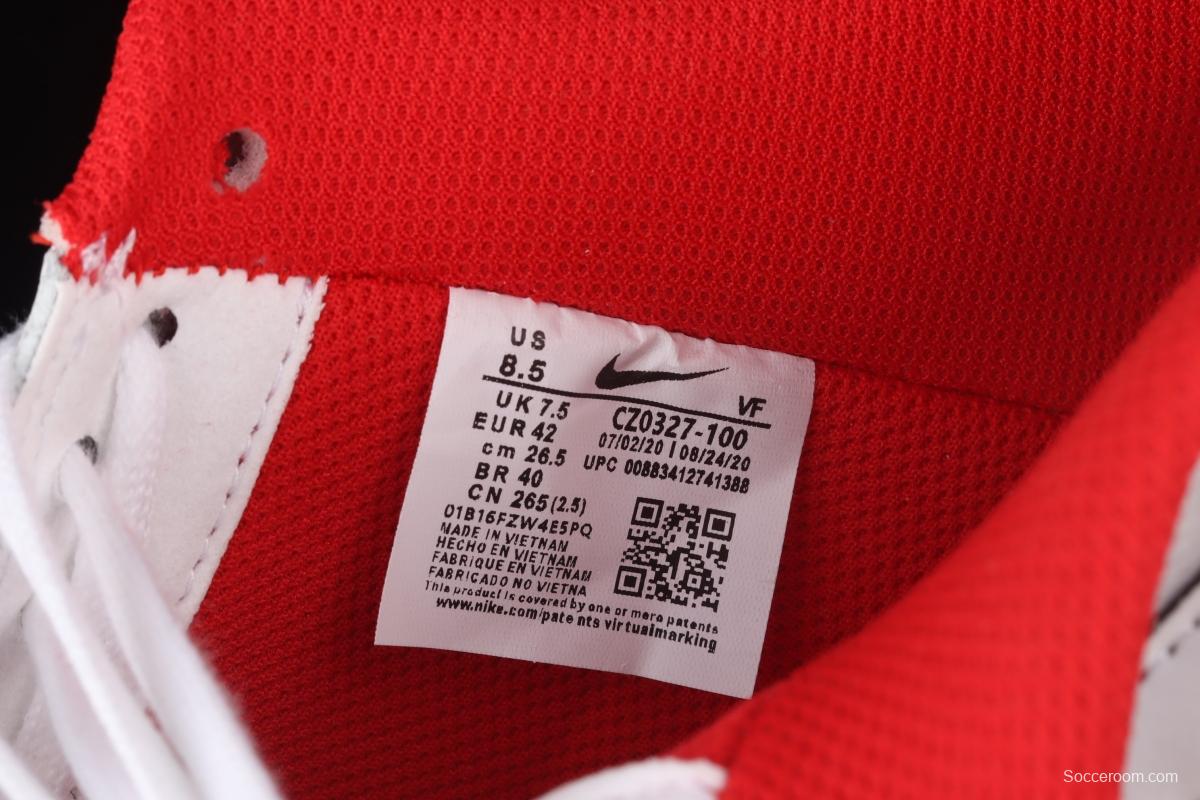 US
8.5
VF
UK 7.5
EUR 42
cm 26.5
BR 40
CN 265(2.5)
CZ0327-100
07/02/20 | 08/24/20
UPC 00883412741388
01B16FZW4E5PQ
MADE IN VIETNAM
HECHO EN VIETNAM
FABRIQUE EN VIETNAM
FABRICADO NO VIETNA
This product is covered by one or more patents
www.nike.com/patents virtualmarking
Socceroom.com